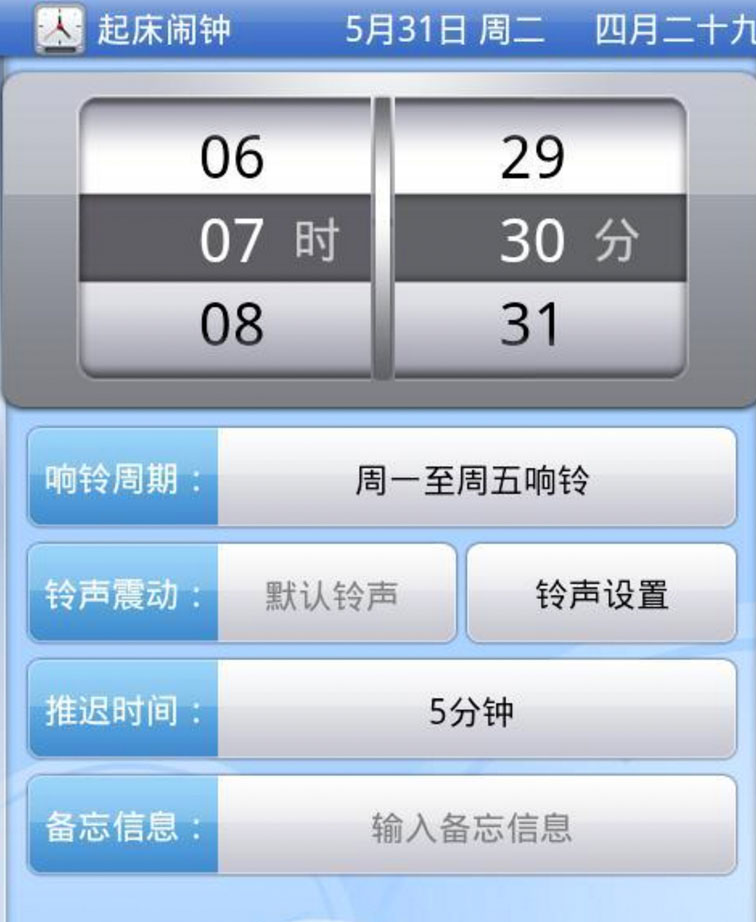 起床闹钟 5月31日 周二 四月二十九
06 29
07 时 30 分
08 31
响铃周期： 周一至周五响铃
铃声震动： 默认铃声 铃声设置
推迟时间： 5分钟
备忘信息： 输入备忘信息